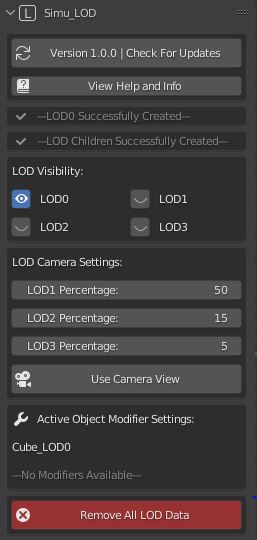 L Simu_LOD
Version 1.0.0 | Check For Updates
View Help and Info
—LOD0 Successfully Created—
—LOD Children Successfully Created—
LOD Visibility:
LOD0 LOD1
LOD2 LOD3
LOD Camera Settings:
LOD1 Percentage: 50
LOD2 Percentage: 15
LOD3 Percentage: 5
Use Camera View
Active Object Modifier Settings:
Cube_LOD0
—No Modifiers Available—
Remove All LOD Data